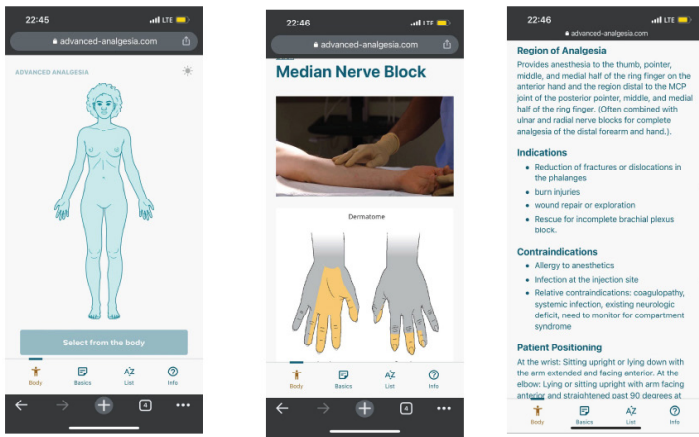 22:45
LTE
advanced-analgesia.com
ADVANCED ANALGESIA
Select from the body
Body Basics List Info
4
22:46
LTE
advanced-analgesia.com
Median Nerve Block
Dermatome
Body Basics List Info
4
22:46
LTE
advanced-analgesia.com
Region of Analgesia
Provides anesthesia to the thumb, pointer,
middle, and medial half of the ring finger on the
anterior hand and the region distal to the MCP
joint of the posterior pointer, middle, and medial
half of the ring finger. (Often combined with
ulnar and radial nerve blocks for complete
analgesia of the distal forearm and hand.).
Indications
• Reduction of fractures or dislocations in
the phalanges
• burn injuries
• wound repair or exploration
• Rescue for incomplete brachial plexus
block.
Contraindications
• Allergy to anesthetics
• Infection at the injection site
• Relative contraindications: coagulopathy,
systemic infection, existing neurologic
deficit, need to monitor for compartment
syndrome
Patient Positioning
At the wrist: Sitting upright or lying down with
the arm extended and facing anterior. At the
elbow: Lying or sitting upright with arm facing
anterior and straightened past 90 degrees at
Body Basics List Info